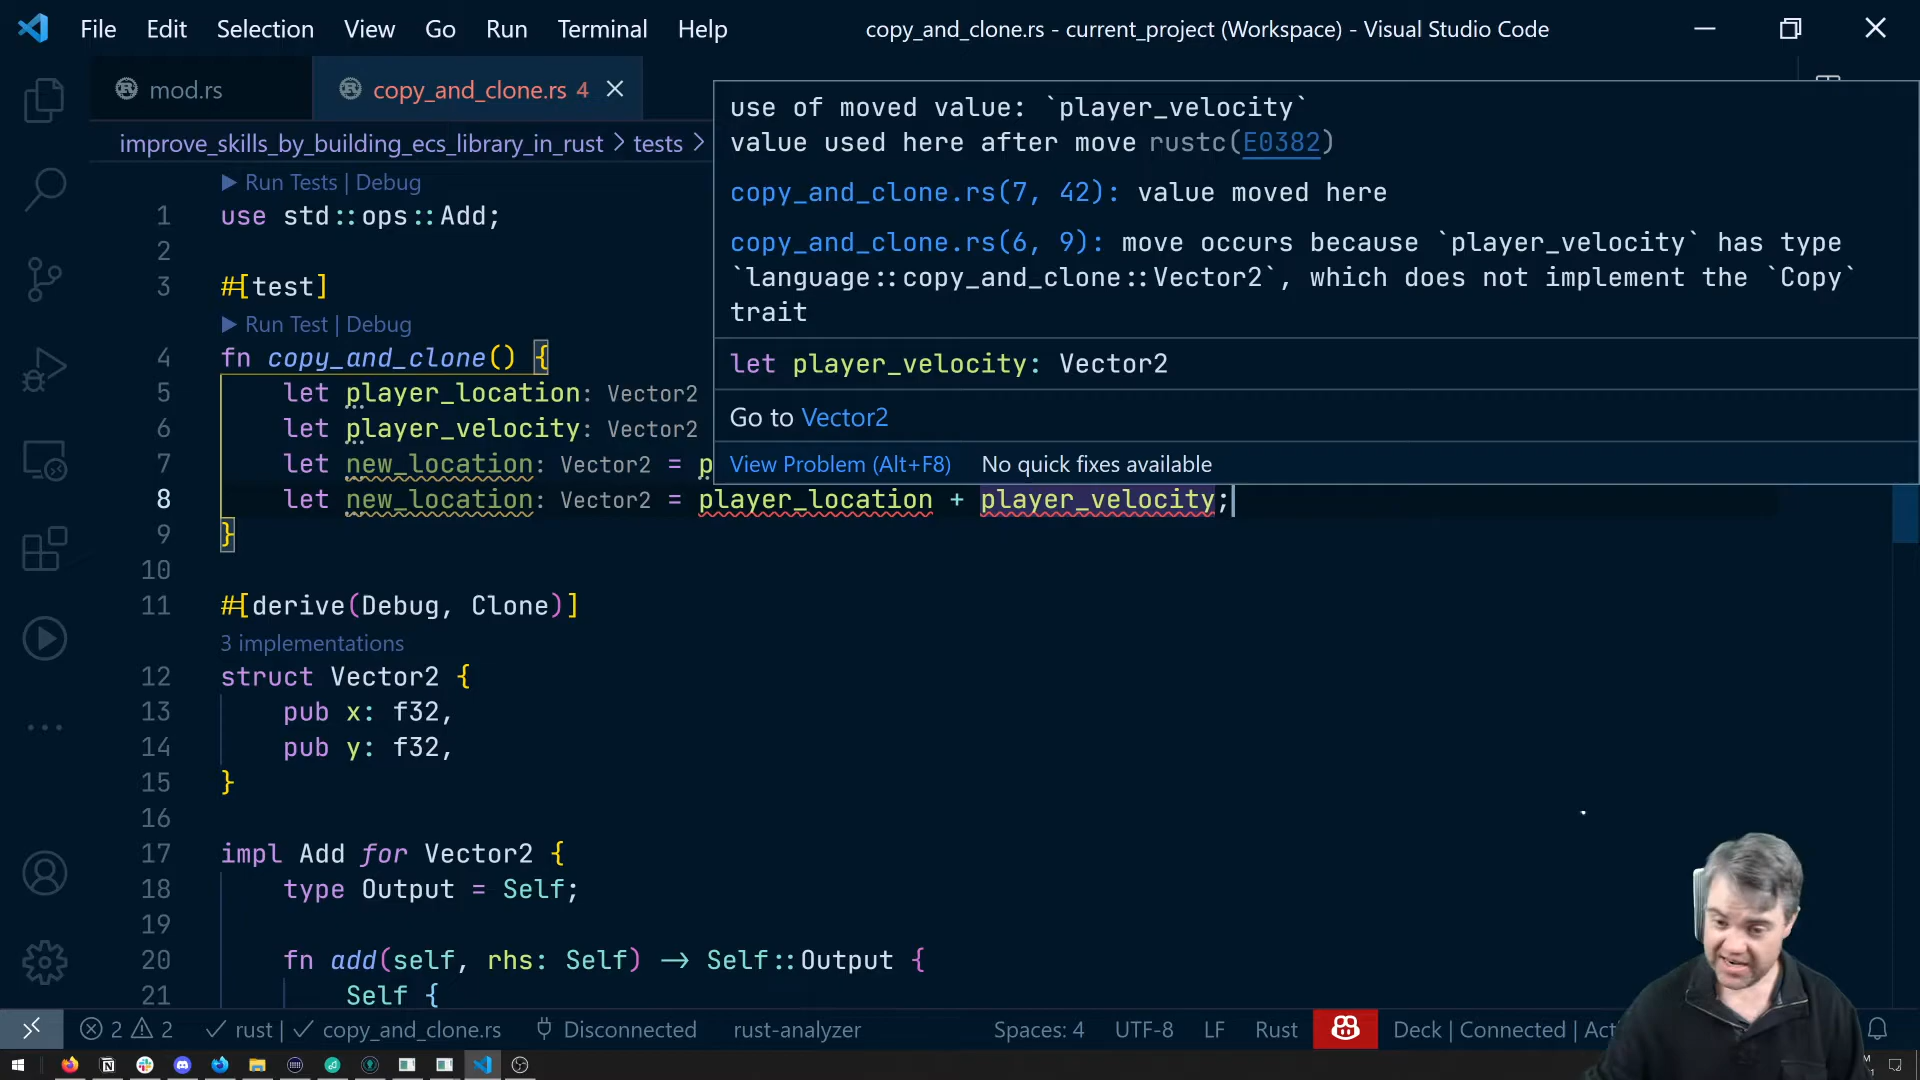 File Edit Selection View Go Run Terminal Help copy_and_clone.rs - current_project (Workspace) - Visual Studio Code
mod.rs copy_and_clone.rs 4
improve_skills_by_building_ecs_library_in_rust > tests >
use of moved value: `player_velocity`
value used here after move rustc(E0382)
copy_and_clone.rs(7, 42): value moved here
copy_and_clone.rs(6, 9): move occurs because `player_velocity` has type
`language::copy_and_clone::Vector2`, which does not implement the `Copy`
trait
let player_velocity: Vector2
Go to Vector2
View Problem (Alt+F8) No quick fixes available
Run Tests | Debug
1 use std::ops::Add;
2
3 #[test]
Run Test | Debug
4 fn copy_and_clone() {
5 let player_location: Vector2
6 let player_velocity: Vector2
7 let new_location: Vector2 = p
8 let new_location: Vector2 = player_location + player_velocity;
9 }
10
11 #[derive(Debug, Clone)]
3 implementations
12 struct Vector2 {
13 pub x: f32,
14 pub y: f32,
15 }
16
17 impl Add for Vector2 {
18 type Output = Self;
19
20 fn add(self, rhs: Self) -> Self::Output {
21 Self {
2 2 rust | copy_and_clone.rs Disconnected rust-analyzer Spaces: 4 UTF-8 LF Rust Deck | Connected |